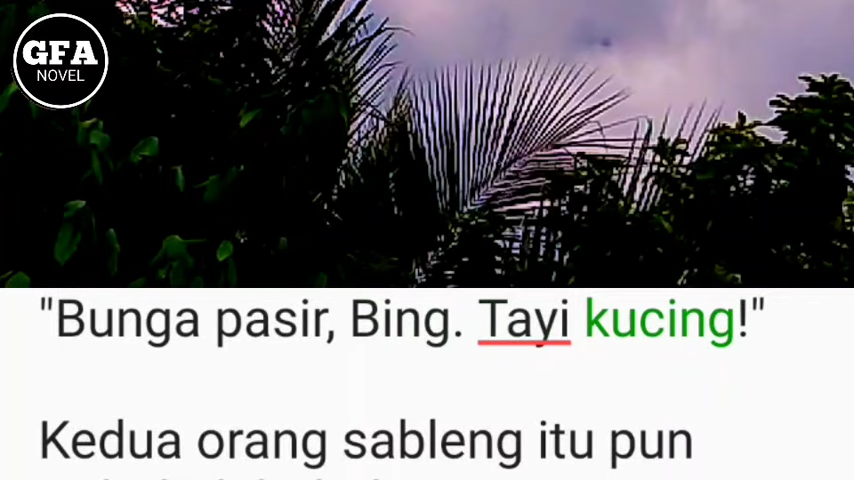 GFA
NOVEL
"Bunga pasir, Bing. Tayi kucing!"
Kedua orang sableng itu pun